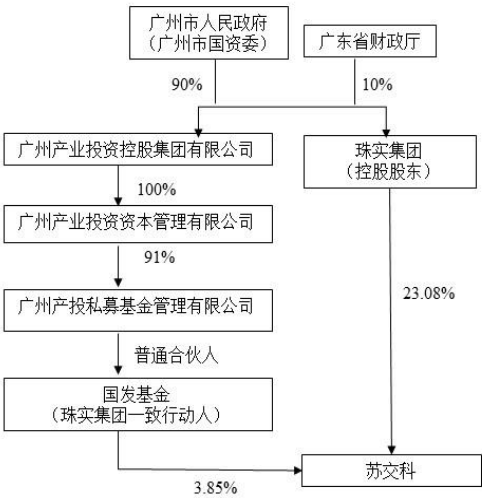 广州市人民政府
（广州市国资委）
广东省财政厅
90%
10%
广州产业投资控股集团有限公司
珠实集团
（控股股东）
100%
广州产业投资资本管理有限公司
91%
23.08%
广州产投私募基金管理有限公司
普通合伙人
国发基金
（珠实集团一致行动人）
苏交科
3.85%